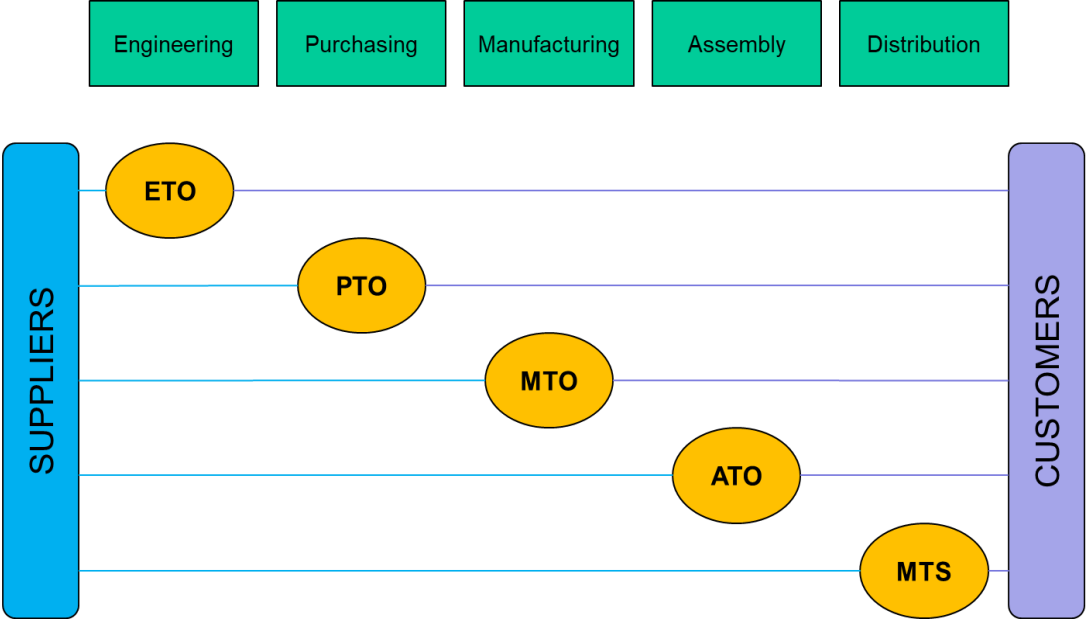 Engineering
Purchasing
Manufacturing
Assembly
Distribution
SUPPLIERS
ETO
PTO
MTO
ATO
MTS
CUSTOMERS